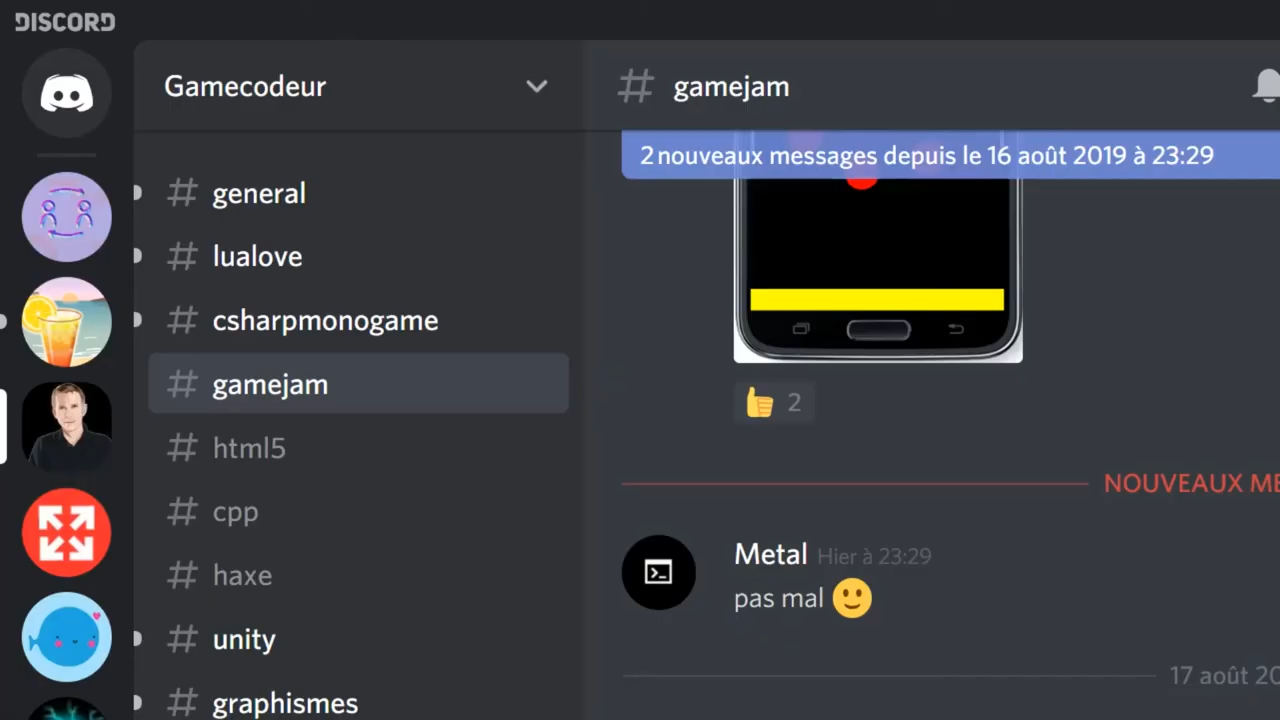 DISCORD
Gamecodeur
# general
# lualove
# csharpmonogame
# gamejam
# html5
# cpp
# haxe
# unity
# graphismes
# gamejam
2 nouveaux messages depuis le 16 août 2019 à 23:29
2
NOUVEAUX ME
Metal Hier à 23:29
pas mal 🙂
17 août 20